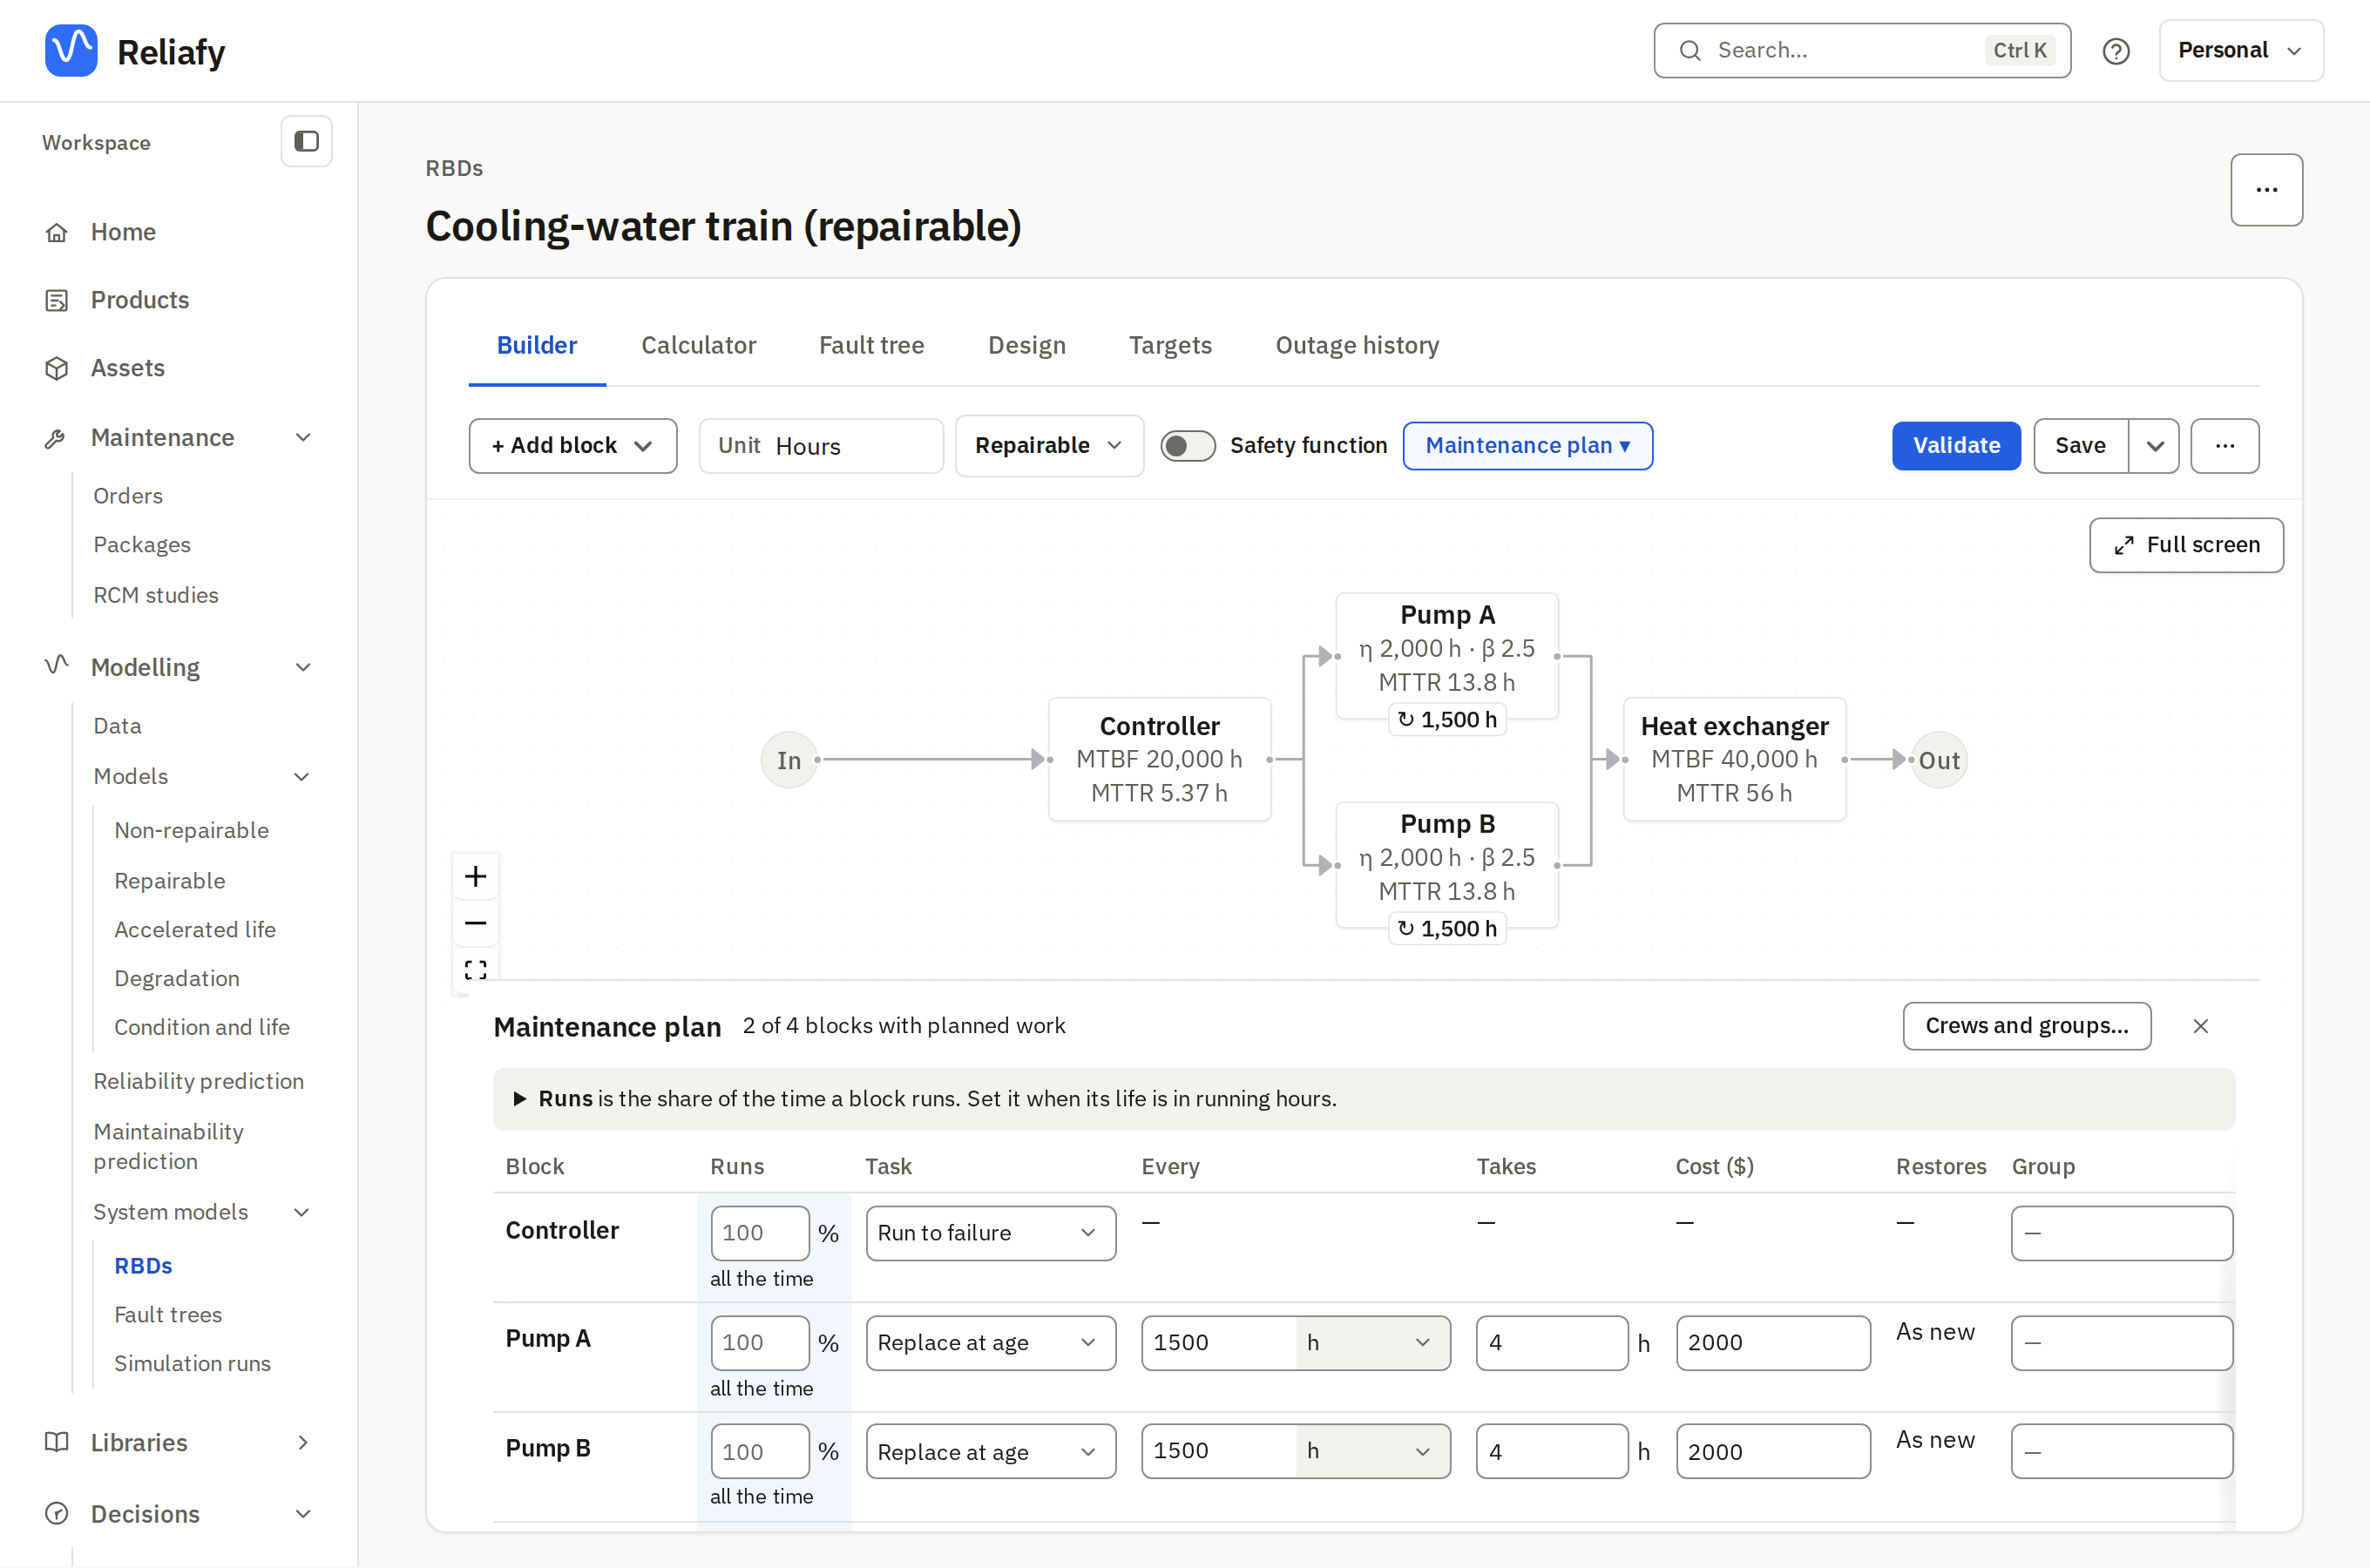 Reliafy
Search...
Ctrl K
Personal
Workspace
Home
Products
Assets
Maintenance
Orders
Packages
RCM studies
Modelling
Data
Models
Non-repairable
Repairable
Accelerated life
Degradation
Condition and life
Reliability prediction
Maintainability
prediction
System models
RBDs
Fault trees
Simulation runs
Libraries
Decisions
RBDs
Cooling-water train (repairable)
...
Builder
Calculator
Fault tree
Design
Targets
Outage history
+ Add block
Unit Hours
Repairable
Safety function
Maintenance plan ▾
Validate
Save
...
Full screen
In
Controller
MTBF 20,000 h
MTTR 5.37 h
Pump A
η 2,000 h · β 2.5
MTTR 13.8 h
↻ 1,500 h
Pump B
η 2,000 h · β 2.5
MTTR 13.8 h
↻ 1,500 h
Heat exchanger
MTBF 40,000 h
MTTR 56 h
Out
Maintenance plan 2 of 4 blocks with planned work
Crews and groups...
▶ Runs is the share of the time a block runs. Set it when its life is in running hours.
Block Runs Task Every Takes Cost ($) Restores Group
Controller 100 % Run to failure — — — — —
all the time
Pump A 100 % Replace at age 1500 h 4 h 2000 As new —
all the time
Pump B 100 % Replace at age 1500 h 4 h 2000 As new —
all the time